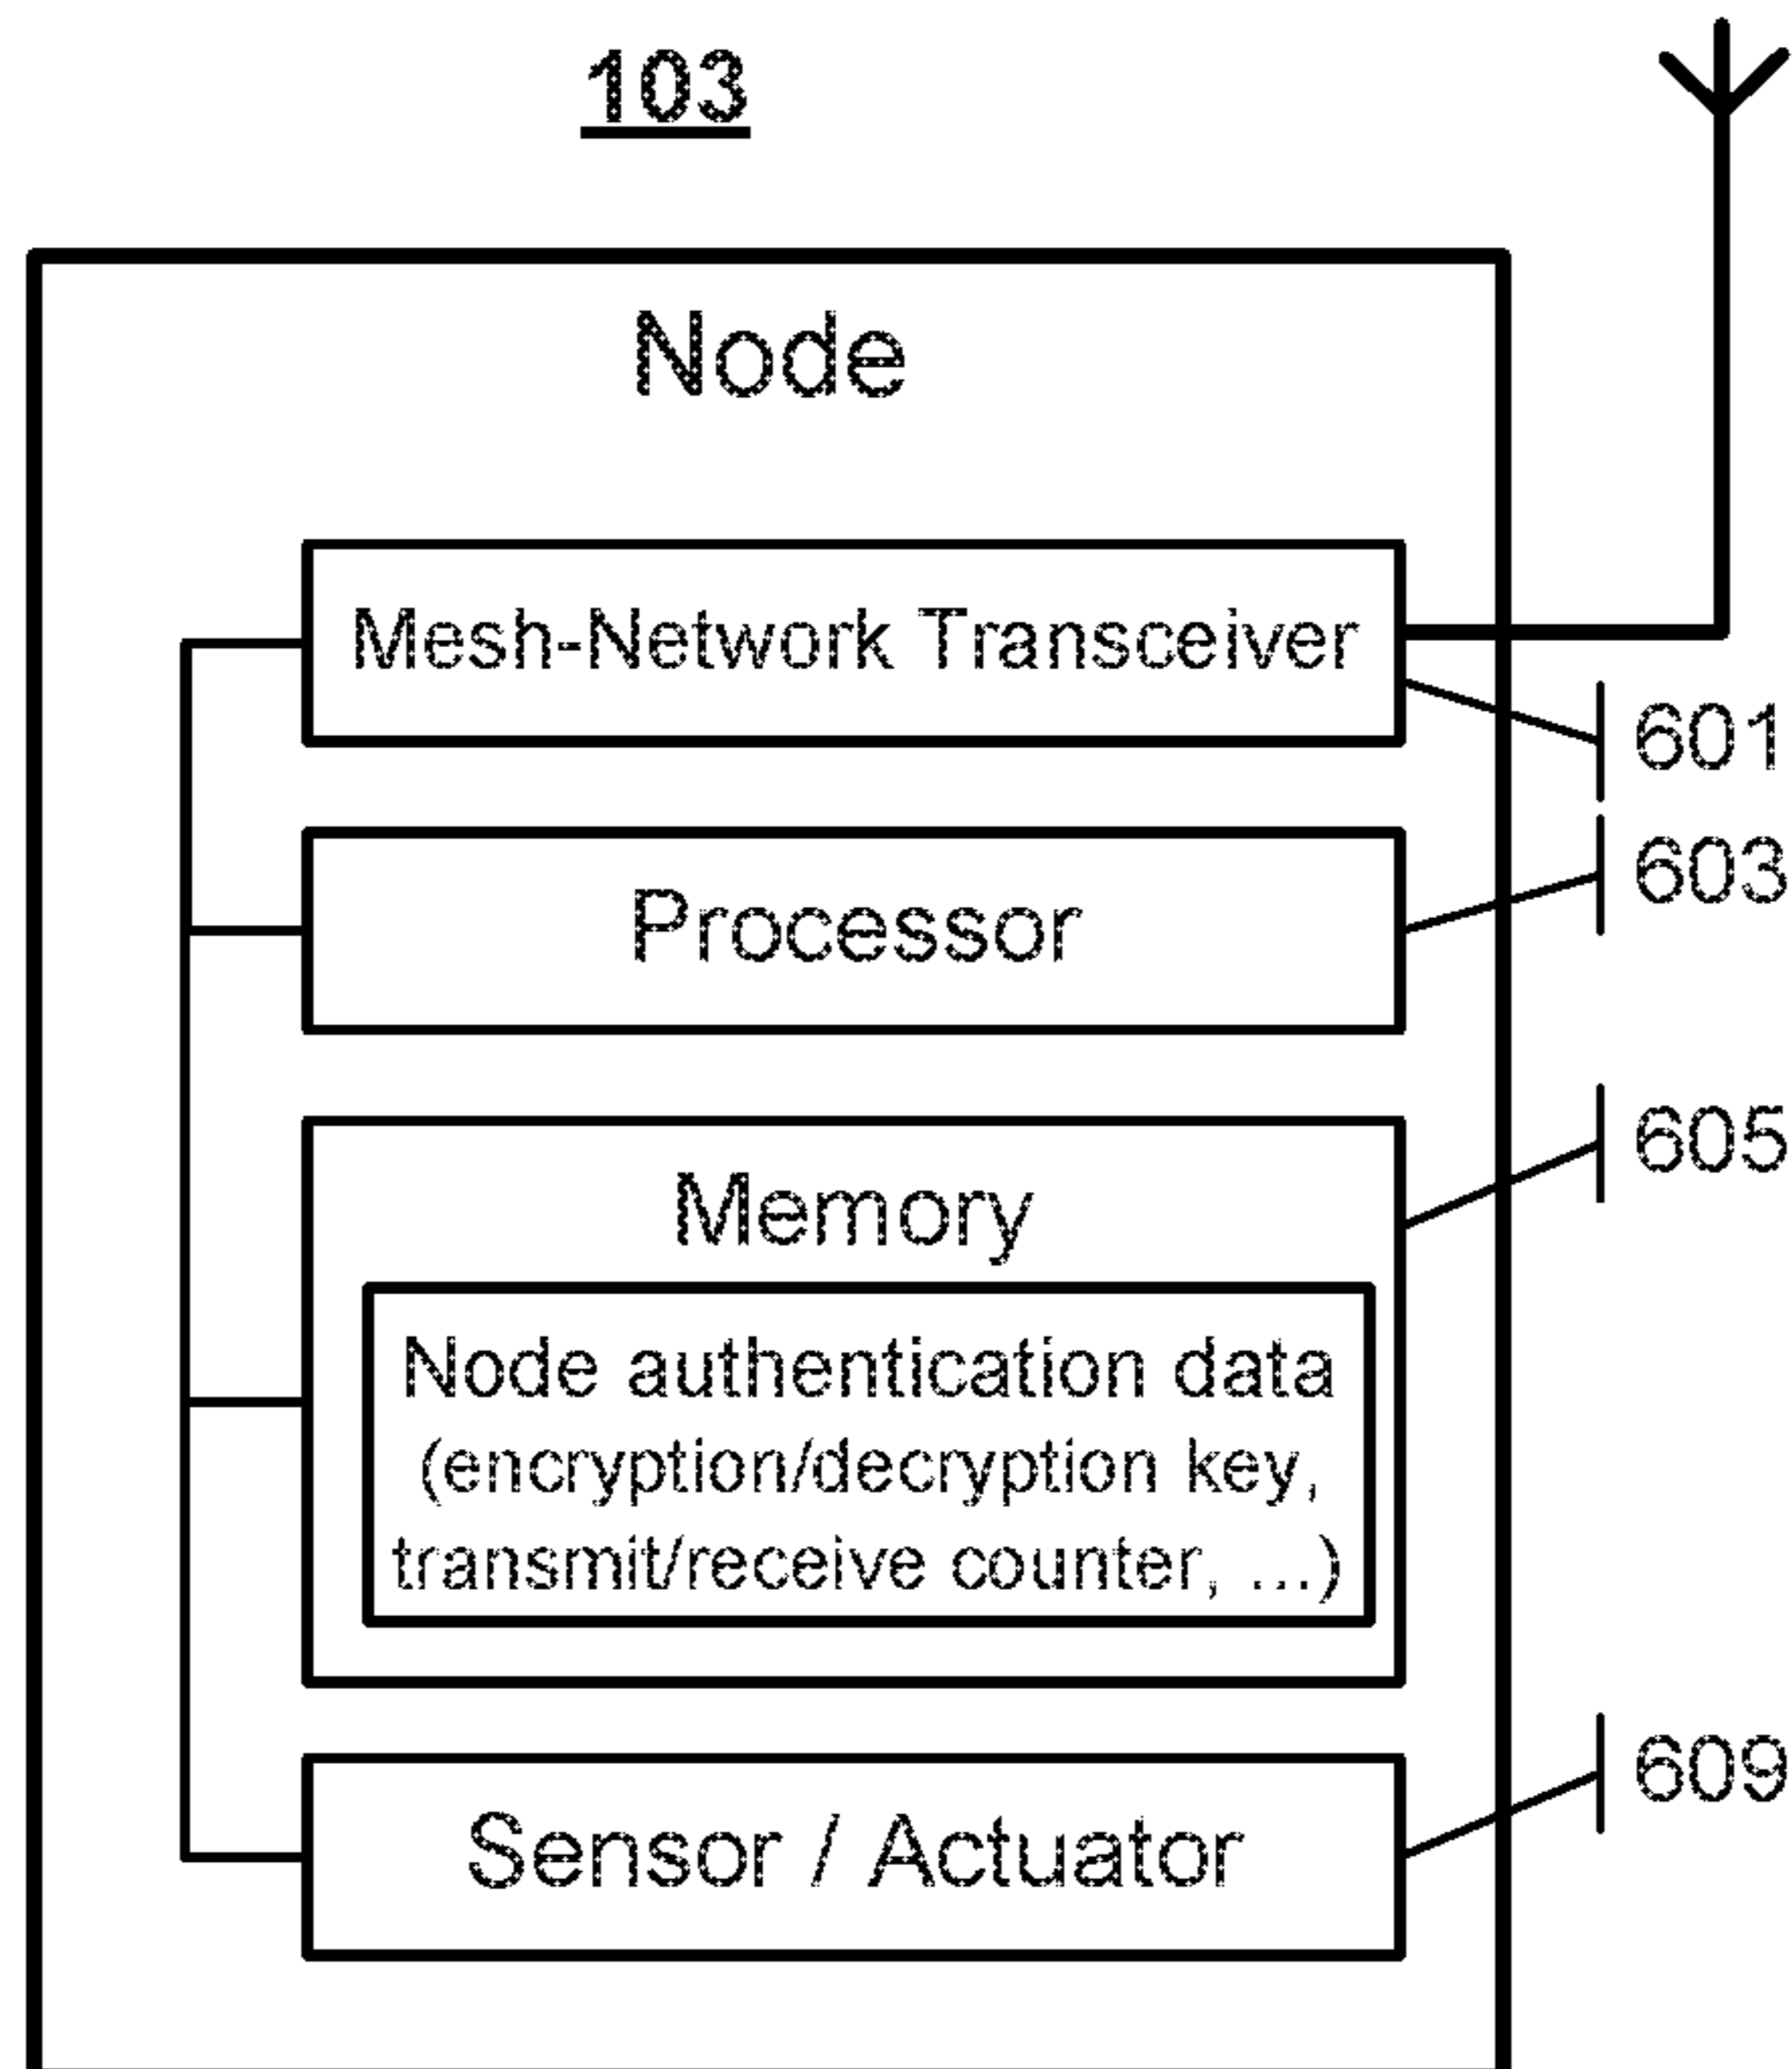 103
Node
Mesh-Network Transceiver
601
603
Processor
605
Memory
Node authentication data
(encryption/decryption key,
transmit/receive counter, ...)
609
Sensor / Actuator